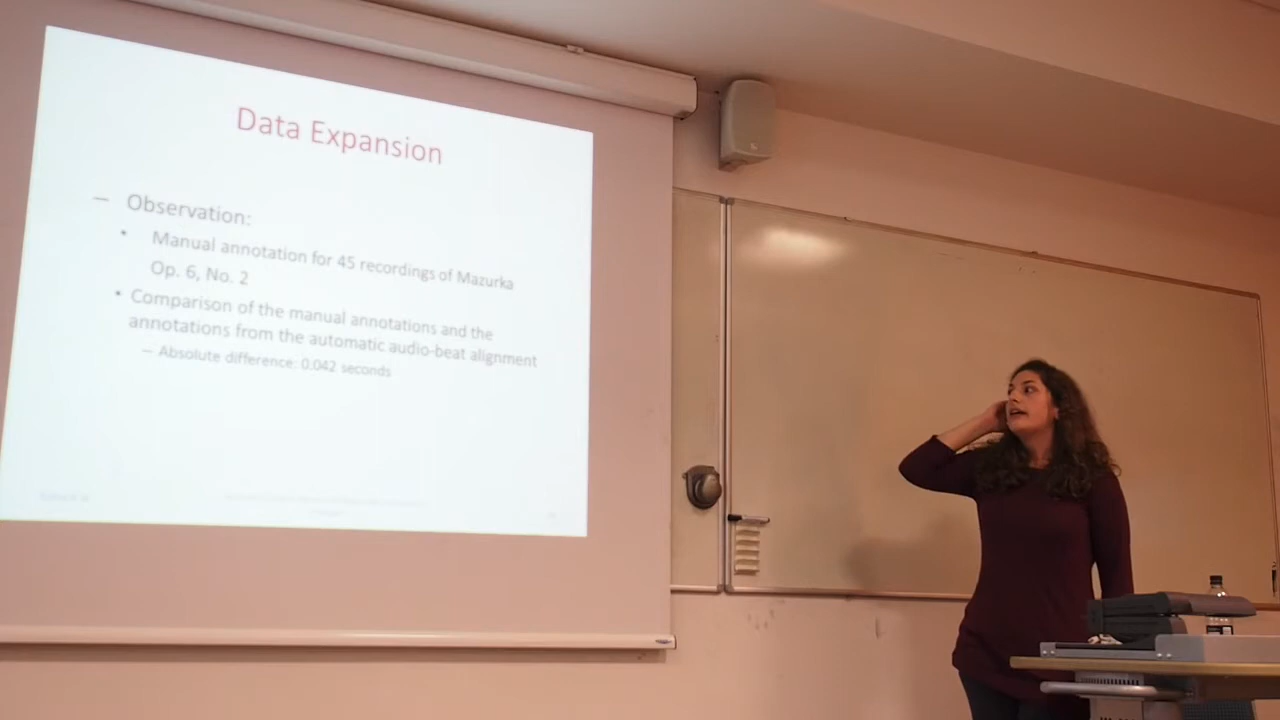 Data Expansion
– Observation:
• Manual annotation for 45 recordings of Mazurka
Op. 6, No. 2
• Comparison of the manual annotations and the
annotations from the automatic audio-beat alignment
– Absolute difference: 0.042 seconds